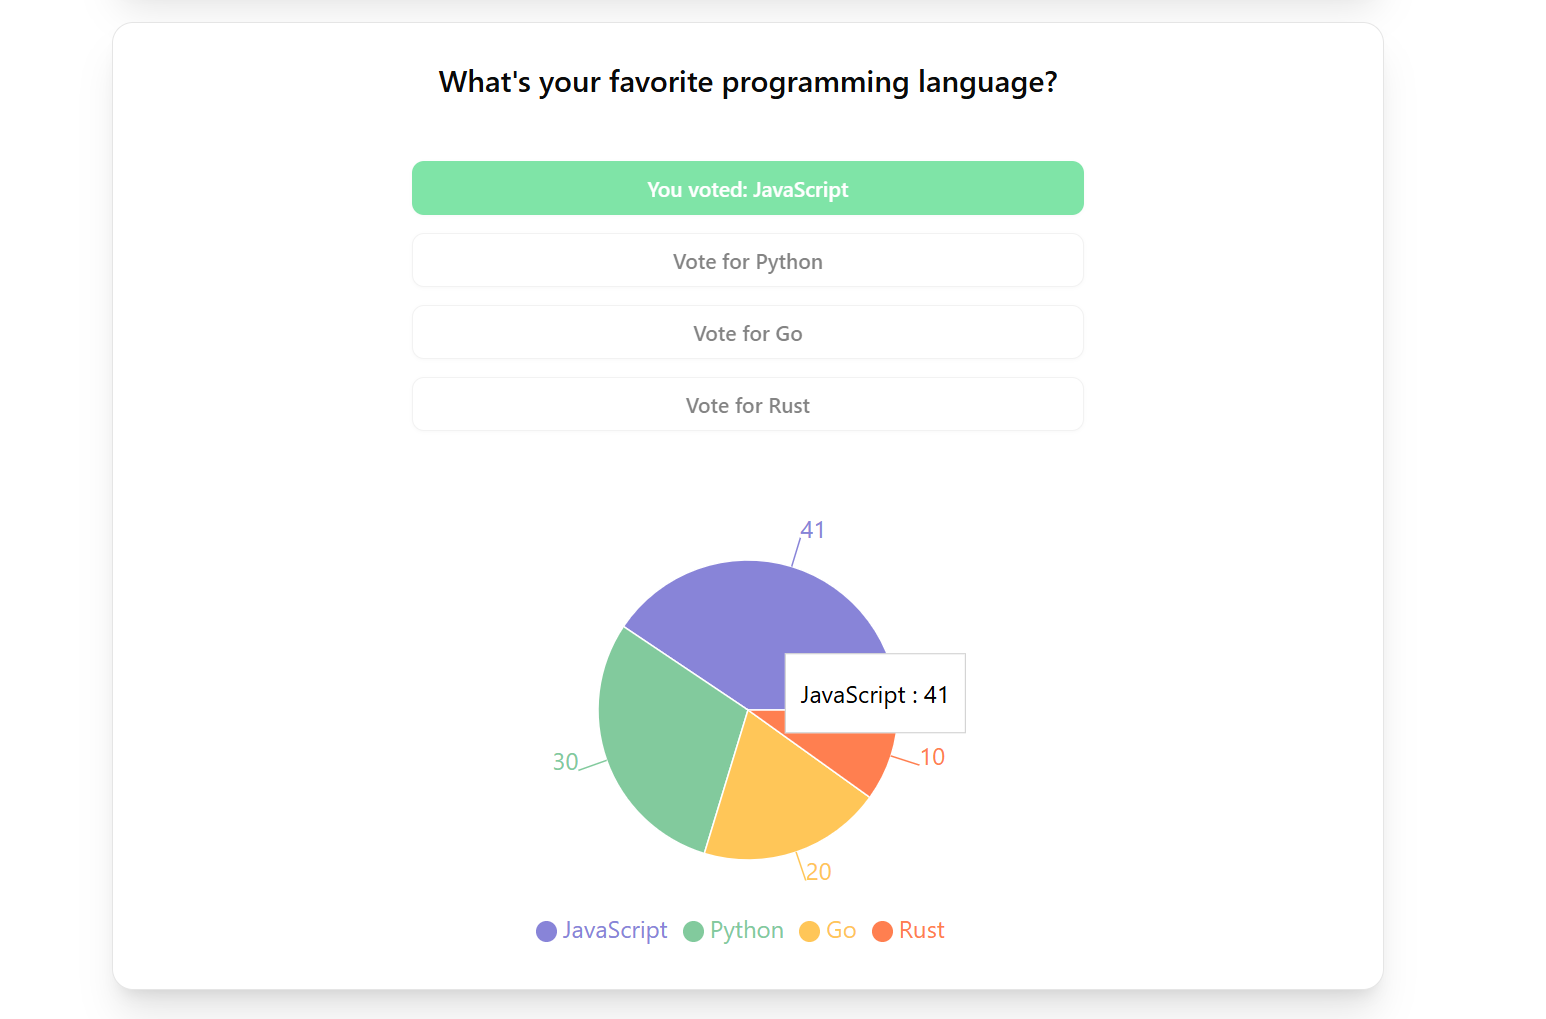 What's your favorite programming language?
You voted: JavaScript
Vote for Python
Vote for Go
Vote for Rust
41
JavaScript : 41
30
10
20
JavaScript Python Go Rust